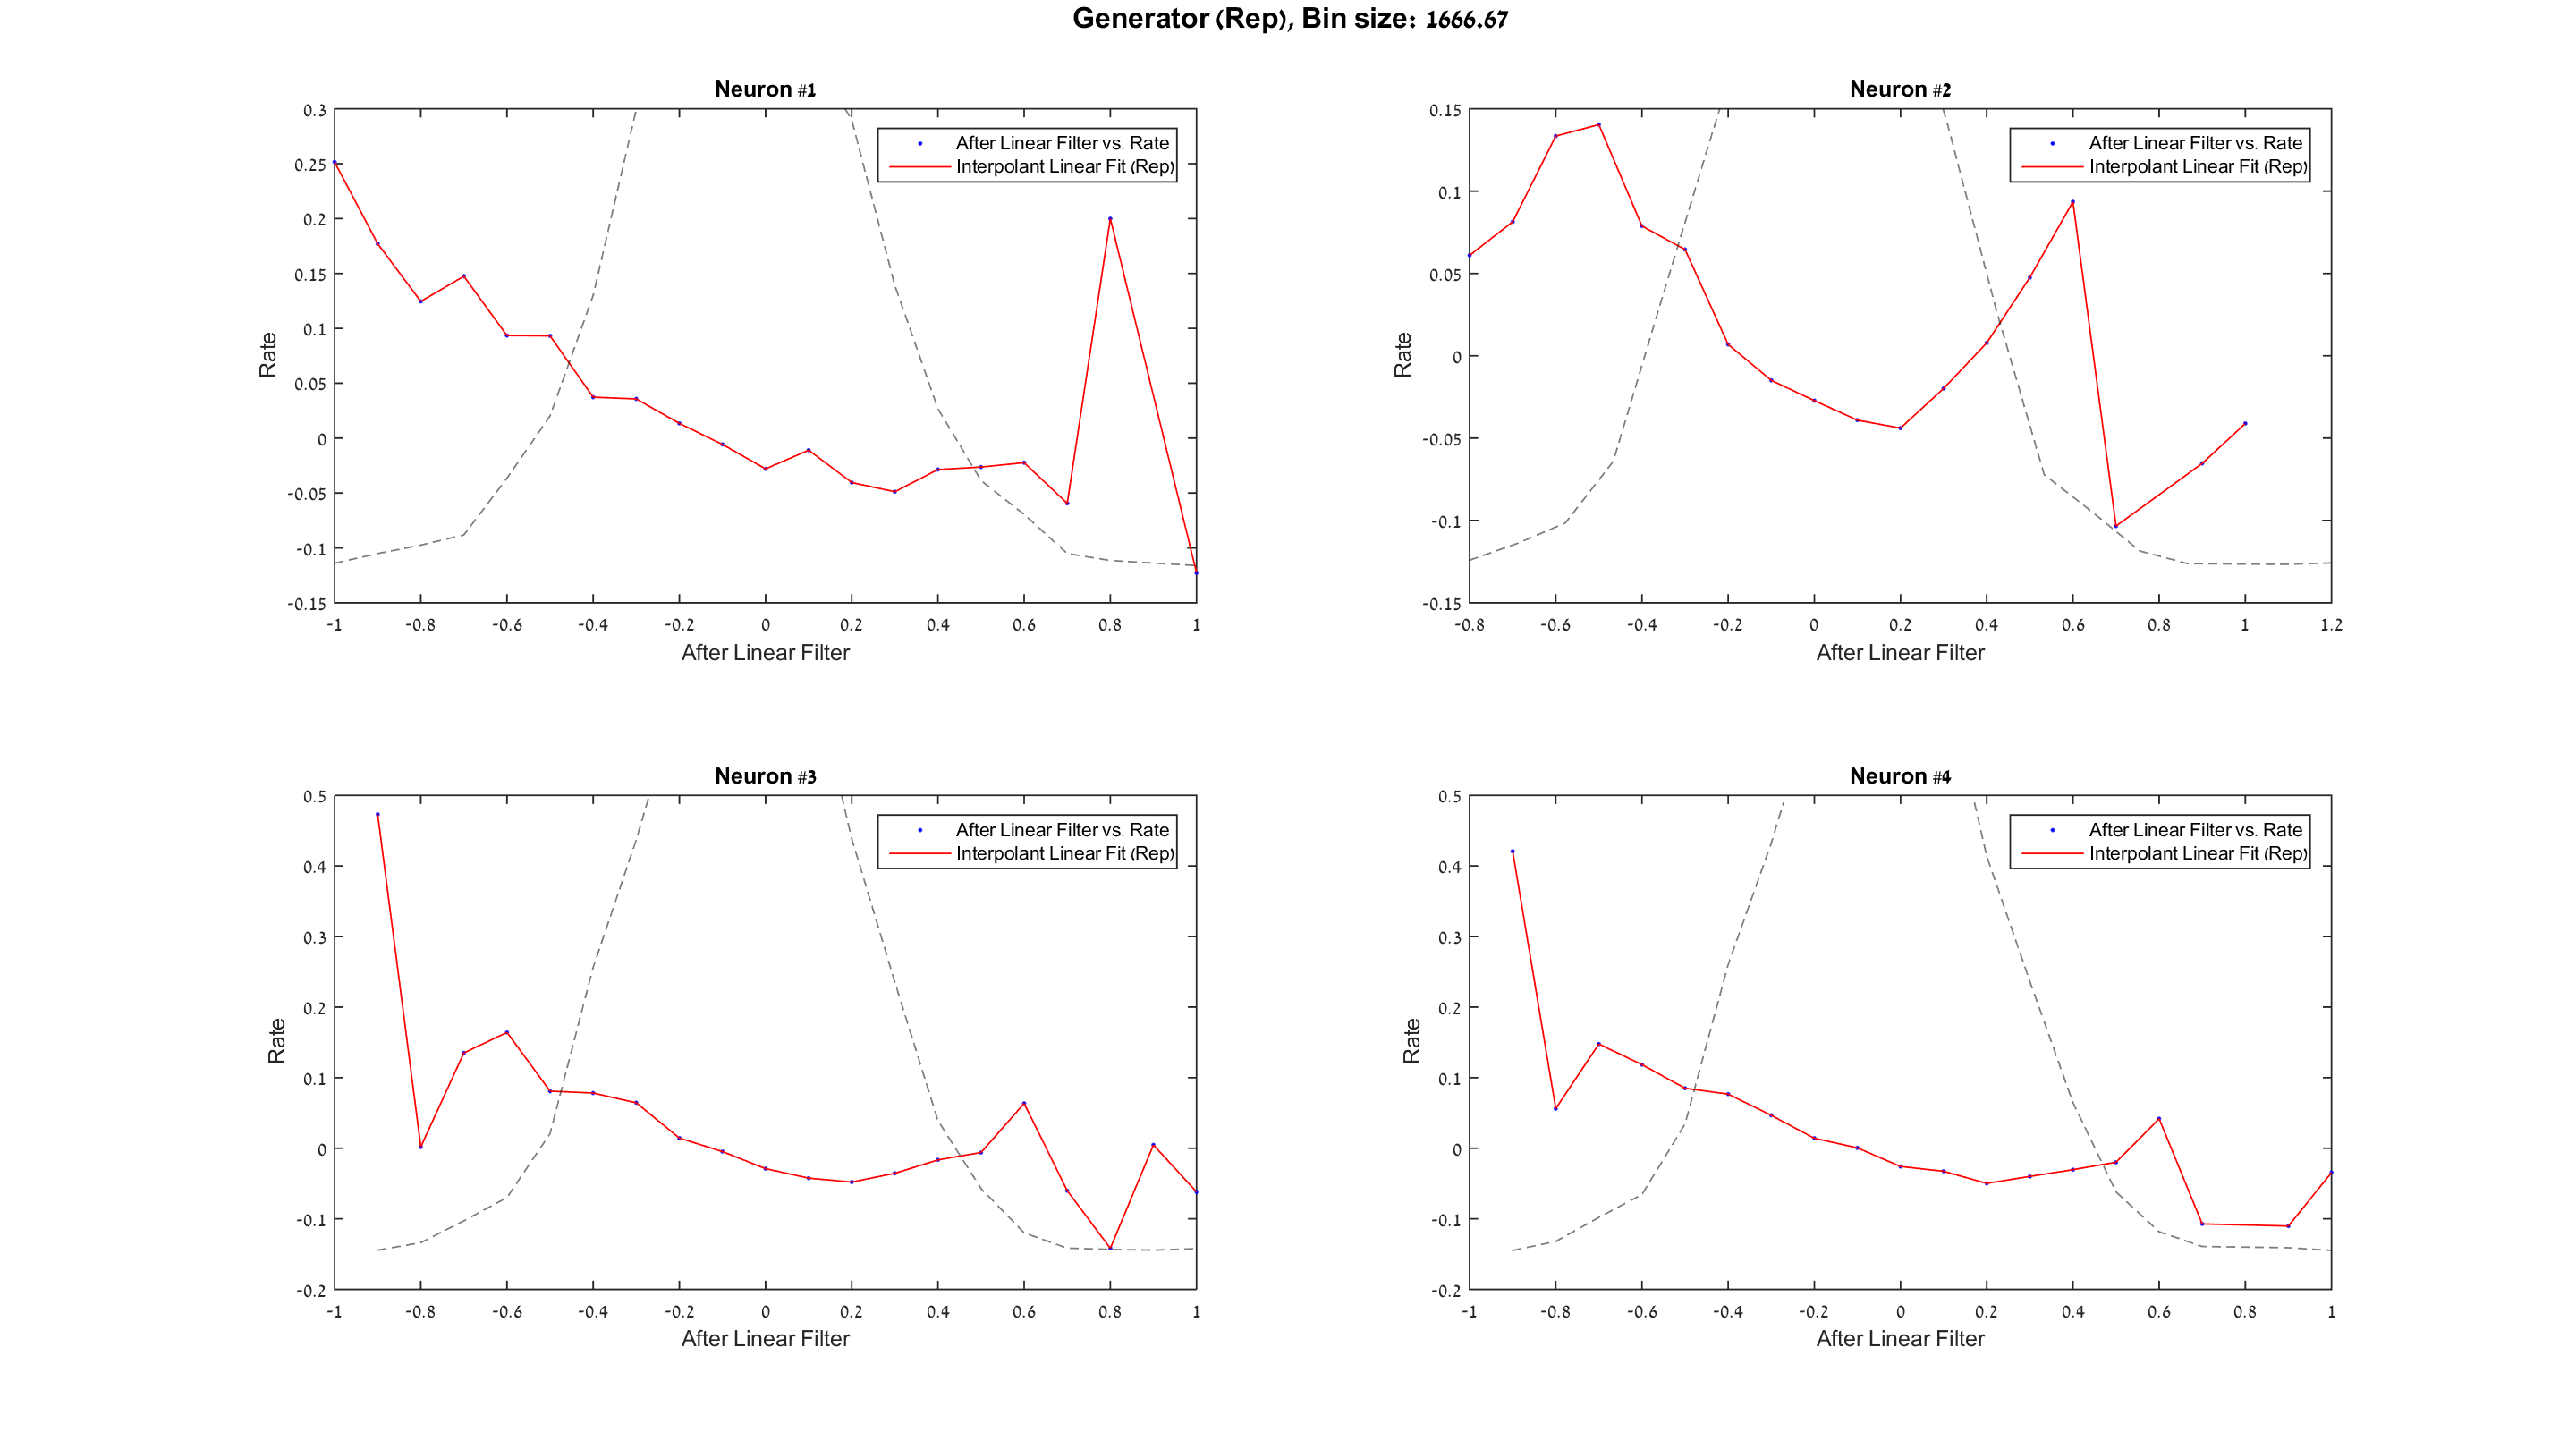 Generator (Rep), Bin size: 1666.67
Neuron #1
0.3
0.25
0.2
0.15
0.1
0.05
0
-0.05
-0.1
-0.15
Rate
-1 -0.8 -0.6 -0.4 -0.2 0 0.2 0.4 0.6 0.8 1
After Linear Filter
After Linear Filter vs. Rate
Interpolant Linear Fit (Rep)
Neuron #2
0.15
0.1
0.05
0
-0.05
-0.1
-0.15
Rate
-0.8 -0.6 -0.4 -0.2 0 0.2 0.4 0.6 0.8 1 1.2
After Linear Filter
After Linear Filter vs. Rate
Interpolant Linear Fit (Rep)
Neuron #3
0.5
0.4
0.3
0.2
0.1
0
-0.1
-0.2
Rate
-1 -0.8 -0.6 -0.4 -0.2 0 0.2 0.4 0.6 0.8 1
After Linear Filter
After Linear Filter vs. Rate
Interpolant Linear Fit (Rep)
Neuron #4
0.5
0.4
0.3
0.2
0.1
0
-0.1
-0.2
Rate
-1 -0.8 -0.6 -0.4 -0.2 0 0.2 0.4 0.6 0.8 1
After Linear Filter
After Linear Filter vs. Rate
Interpolant Linear Fit (Rep)